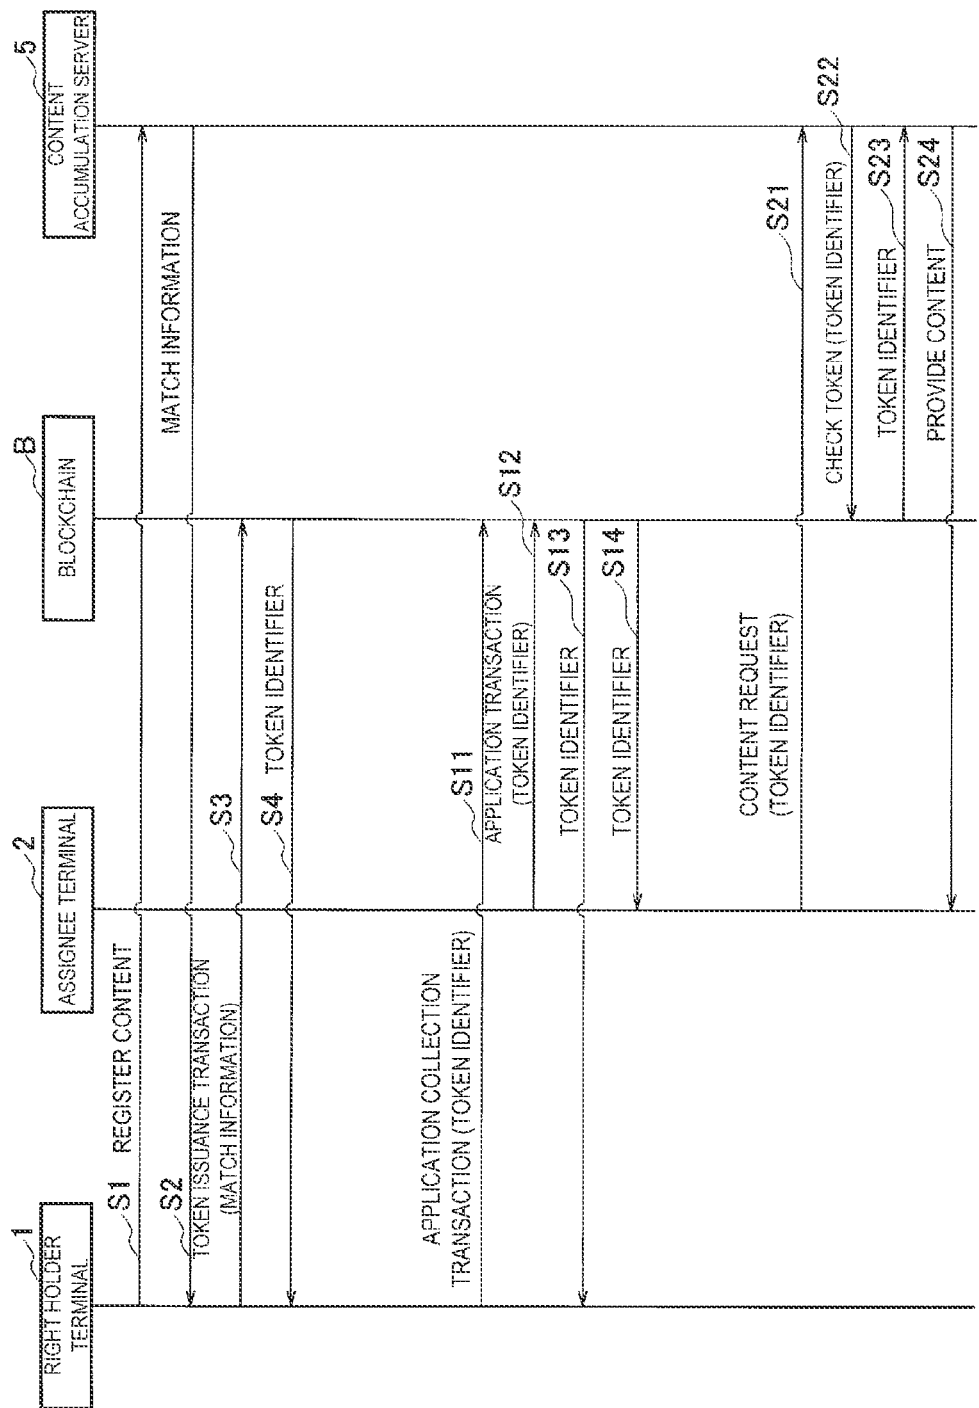 1
RIGHT HOLDER
TERMINAL
2
ASSIGNEE TERMINAL
B
BLOCKCHAIN
5
CONTENT
ACCUMULATION SERVER
S1
REGISTER CONTENT
MATCH INFORMATION
S2
TOKEN ISSUANCE TRANSACTION
(MATCH INFORMATION)
S3
S4
TOKEN IDENTIFIER
APPLICATION COLLECTION
TRANSACTION (TOKEN IDENTIFIER)
S11
APPLICATION TRANSACTION
(TOKEN IDENTIFIER)
S12
TOKEN IDENTIFIER
S13
TOKEN IDENTIFIER
S14
CONTENT REQUEST
(TOKEN IDENTIFIER)
S21
CHECK TOKEN (TOKEN IDENTIFIER)
S22
TOKEN IDENTIFIER
S23
PROVIDE CONTENT
S24